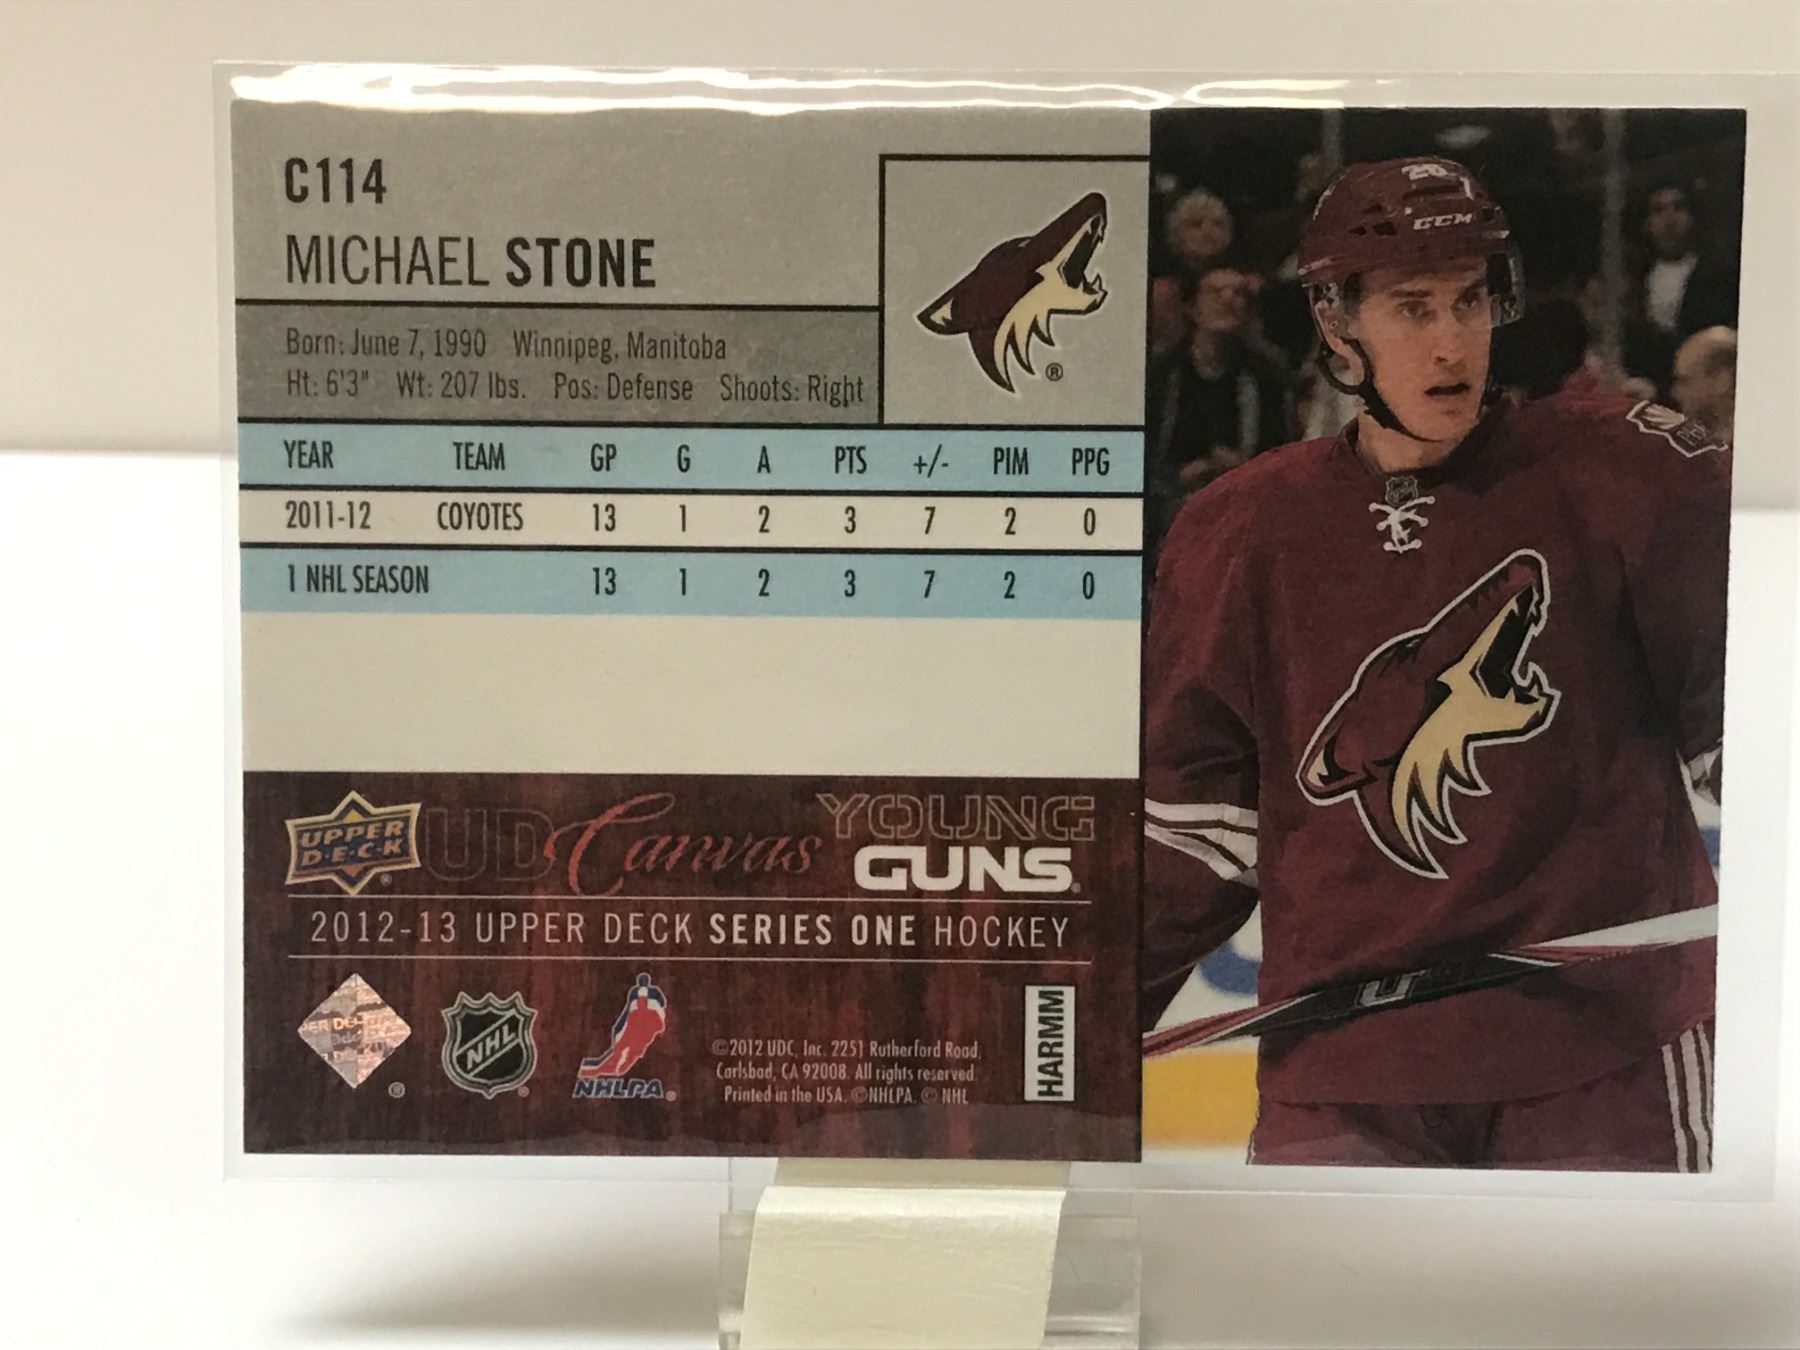 C114
MICHAEL STONE
Born: June 7, 1990 Winnipeg, Manitoba
Ht: 6'3" Wt: 207 lbs. Pos: Defense Shoots: Right
®
YEAR TEAM GP G A PTS +/- PIM PPG
2011-12 COYOTES 13 1 2 3 7 2 0
1 NHL SEASON 13 1 2 3 7 2 0
UPPER
D·E·C·K
®
UD Canvas
YOUNG
GUNS®
2012-13 UPPER DECK SERIES ONE HOCKEY
®
NHL
®
NHLPA®
©2012 UDC, Inc. 2251 Rutherford Road,
Carlsbad, CA 92008. All rights reserved.
Printed in the USA. ©NHLPA. © NHL
HARMM
CCM